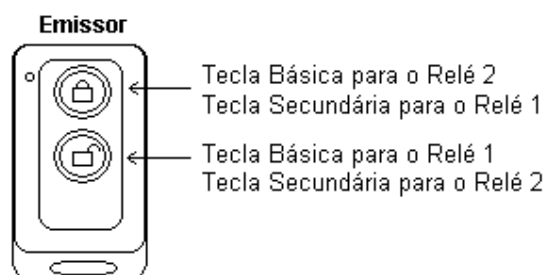 Emissor
Tecla Básica para o Relé 2
Tecla Secundária para o Relé 1
Tecla Básica para o Relé 1
Tecla Secundária para o Relé 2